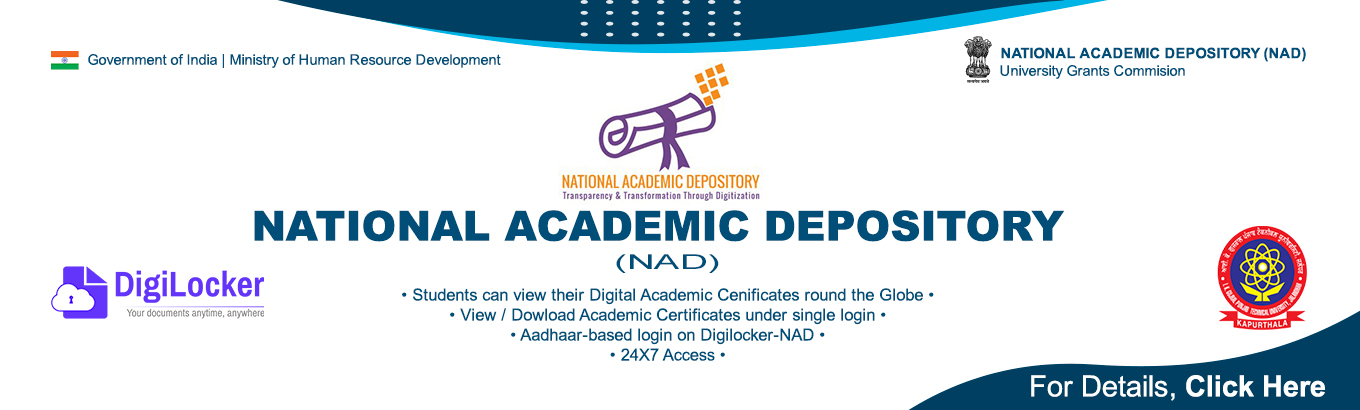 Government of India | Ministry of Human Resource Development
NATIONAL ACADEMIC DEPOSITORY (NAD)
University Grants Commision
NATIONAL ACADEMIC DEPOSITORY
Transparency & Transformation Through Digitization
NATIONAL ACADEMIC DEPOSITORY
(NAD)
DigiLocker
Your documents anytime, anywhere
• Students can view their Digital Academic Cenificates round the Globe •
• View / Dowload Academic Certificates under single login •
• Aadhaar-based login on Digilocker-NAD •
• 24X7 Access •
KAPURTHALA
For Details, Click Here